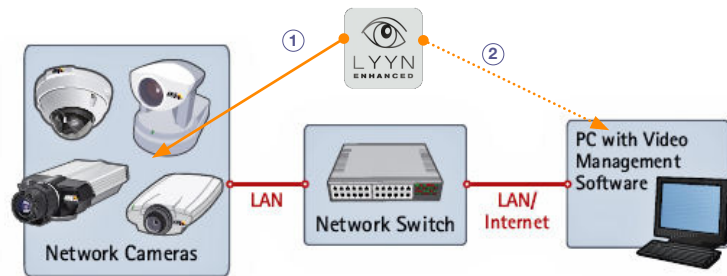 ①
②
LYYN
ENHANCED
PC with Video
Management
Software
LAN
LAN/
Internet
Network Switch
Network Cameras